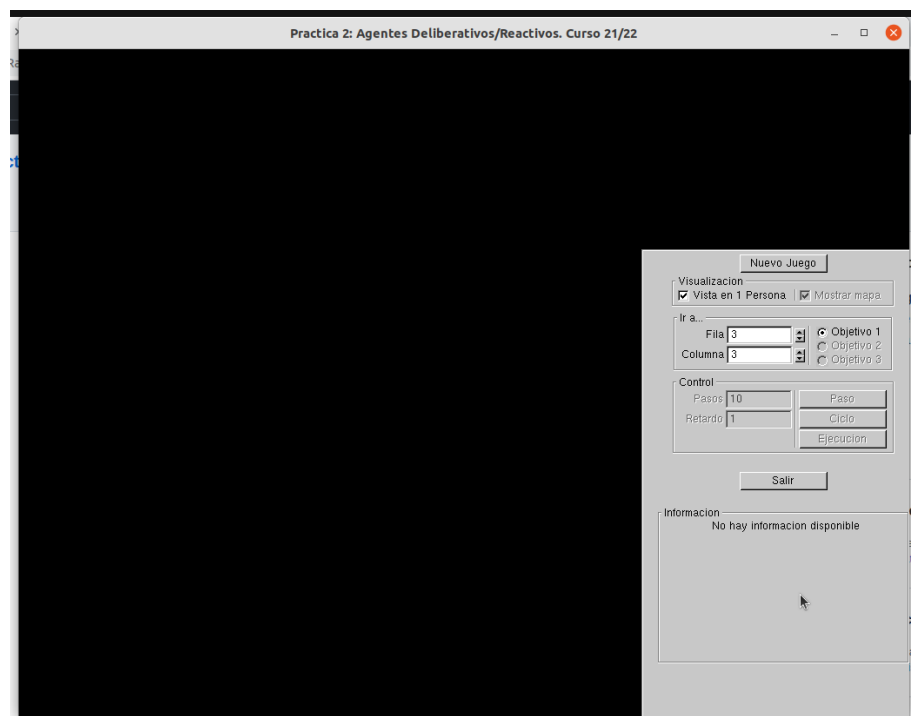 Practica 2: Agentes Deliberativos/Reactivos. Curso 21/22
Nuevo Juego
Visualizacion
Vista en 1 Persona
Mostrar mapa
Ir a...
Fila 3
Columna 3
Objetivo 1
Objetivo 2
Objetivo 3
Control
Pasos 10
Retardo 1
Paso
Ciclo
Ejecucion
Salir
Informacion
No hay informacion disponible